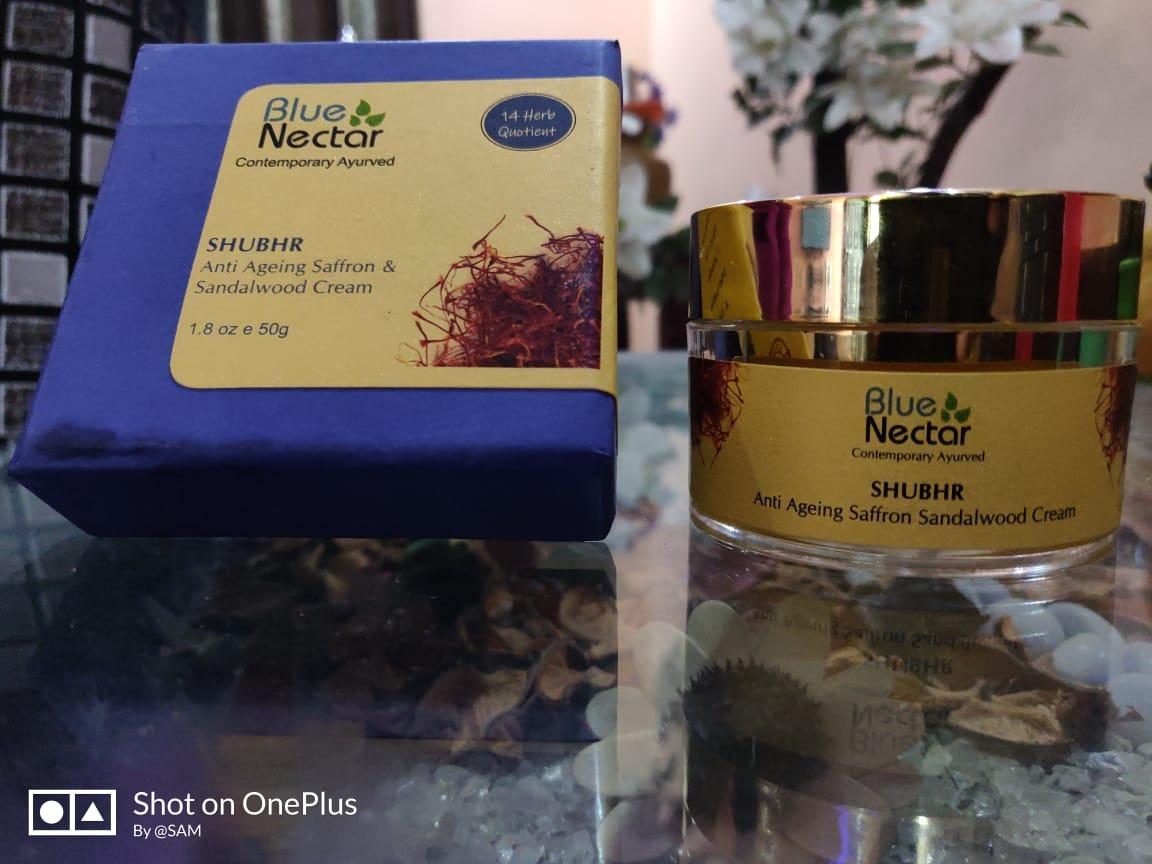 Blue
Nectar
Contemporary Ayurved
14 Herb
Quotient
SHUBHR
Anti Ageing Saffron &
Sandalwood Cream
1.8 oz e 50g
Blue
Nectar
Contemporary Ayurved
SHUBHR
Anti Ageing Saffron Sandalwood Cream
Shot on OnePlus
By @SAM